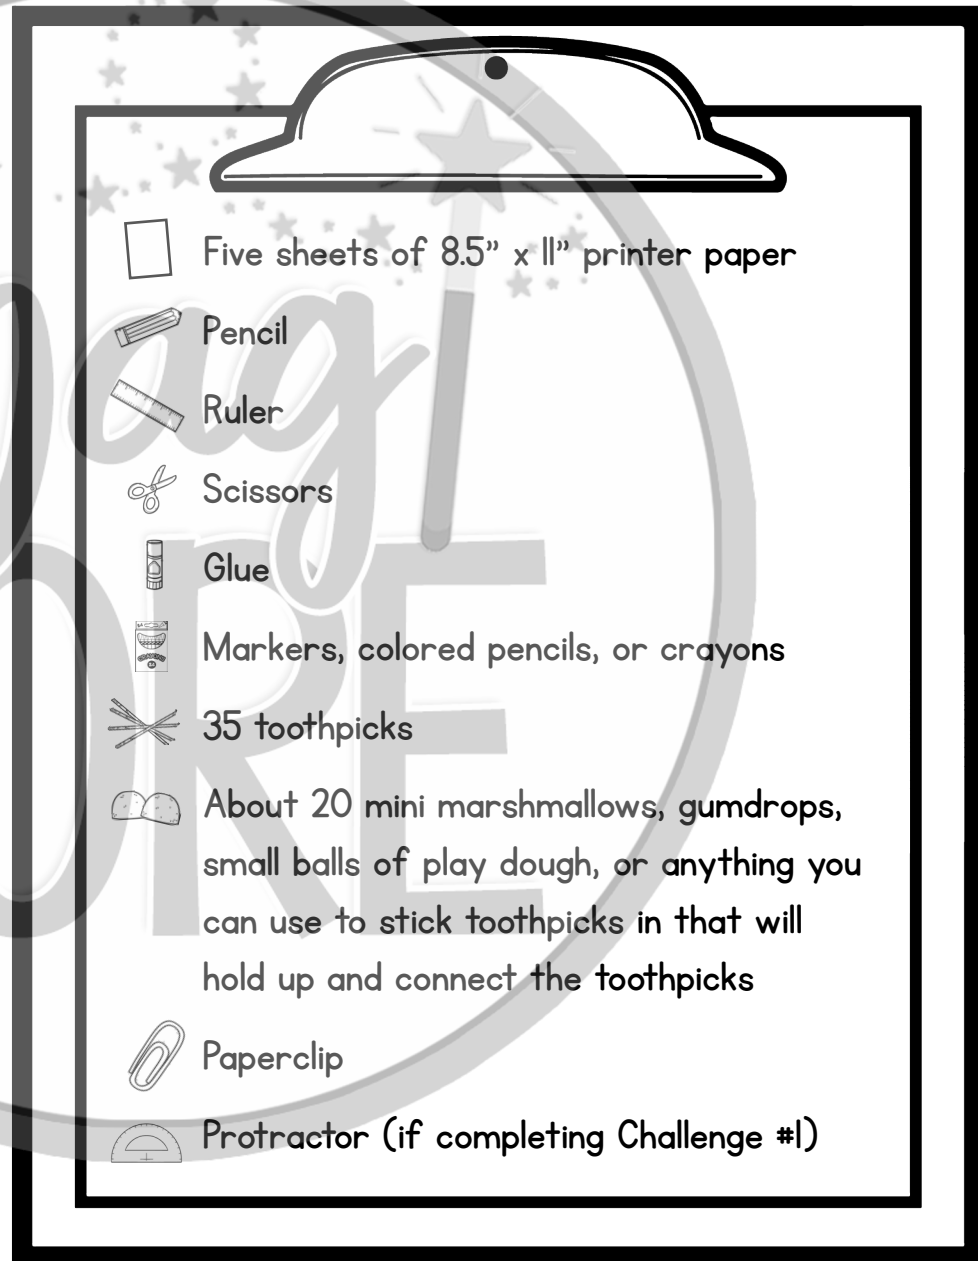 Five sheets of 8.5” x 11” printer paper
Pencil
Ruler
Scissors
Glue
Markers, colored pencils, or crayons
35 toothpicks
About 20 mini marshmallows, gumdrops,
small balls of play dough, or anything you
can use to stick toothpicks in that will
hold up and connect the toothpicks
Paperclip
Protractor (if completing Challenge #1)